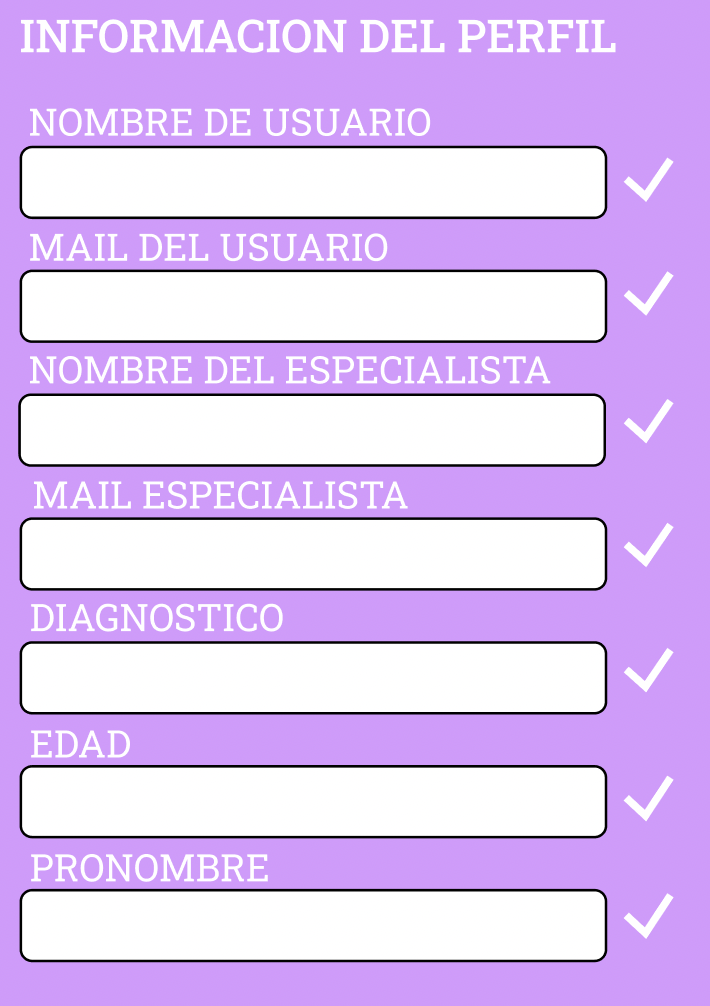 INFORMACION DEL PERFIL
NOMBRE DE USUARIO
MAIL DEL USUARIO
NOMBRE DEL ESPECIALISTA
MAIL ESPECIALISTA
DIAGNOSTICO
EDAD
PRONOMBRE